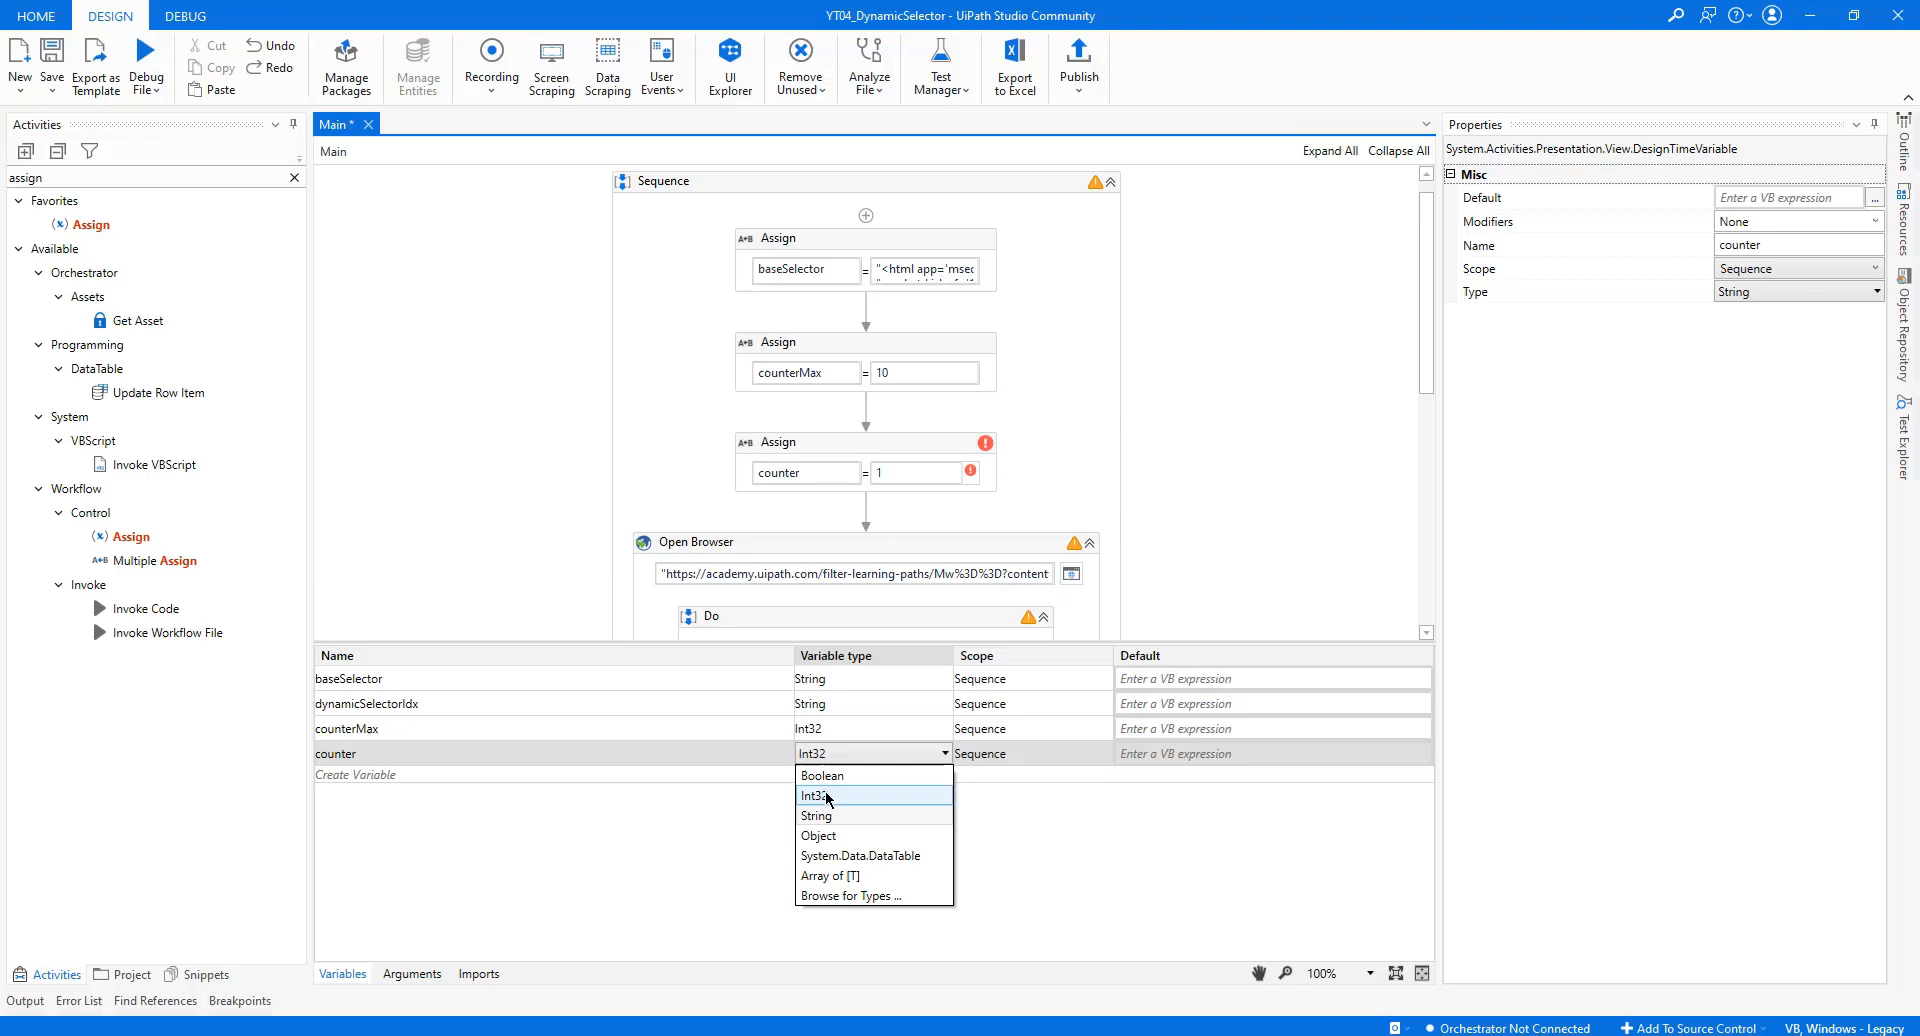 HOME DESIGN DEBUG
YT04_DynamicSelector - UiPath Studio Community
New
Save
Export as Template
Debug File
Cut
Copy
Paste
Undo
Redo
Manage Packages
Manage Entities
Recording
Screen Scraping
Data Scraping
User Events
UI Explorer
Remove Unused
Analyze File
Test Manager
Export to Excel
Publish
Activities
assign
Favorites
Assign
Available
Orchestrator
Assets
Get Asset
Programming
DataTable
Update Row Item
System
VBScript
Invoke VBScript
Workflow
Control
Assign
Multiple Assign
Invoke
Invoke Code
Invoke Workflow File
Activities Project Snippets
Main *
Main
Expand All Collapse All
Sequence
A+B Assign
baseSelector = "<html app='msec
A+B Assign
counterMax = 10
A+B Assign
counter = 1
Open Browser
"https://academy.uipath.com/filter-learning-paths/Mw%3D%3D?content
Do
Name Variable type Scope Default
baseSelector String Sequence Enter a VB expression
dynamicSelectorIdx String Sequence Enter a VB expression
counterMax Int32 Sequence Enter a VB expression
counter Int32 Sequence Enter a VB expression
Create Variable
Boolean
Int32
String
Object
System.Data.DataTable
Array of [T]
Browse for Types ...
Variables Arguments Imports
100%
Properties
System.Activities.Presentation.View.DesignTimeVariable
Misc
Default Enter a VB expression ...
Modifiers None
Name counter
Scope Sequence
Type String
Outline
Resources
Object Repository
Test Explorer
Output Error List Find References Breakpoints
Orchestrator Not Connected
Add To Source Control
VB, Windows - Legacy